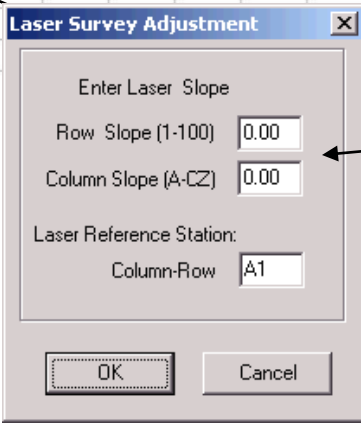 Laser Survey Adjustment
Enter Laser Slope
Row Slope (1-100) 0.00
Column Slope (A-CZ) 0.00
Laser Reference Station:
Column-Row A1
OK Cancel